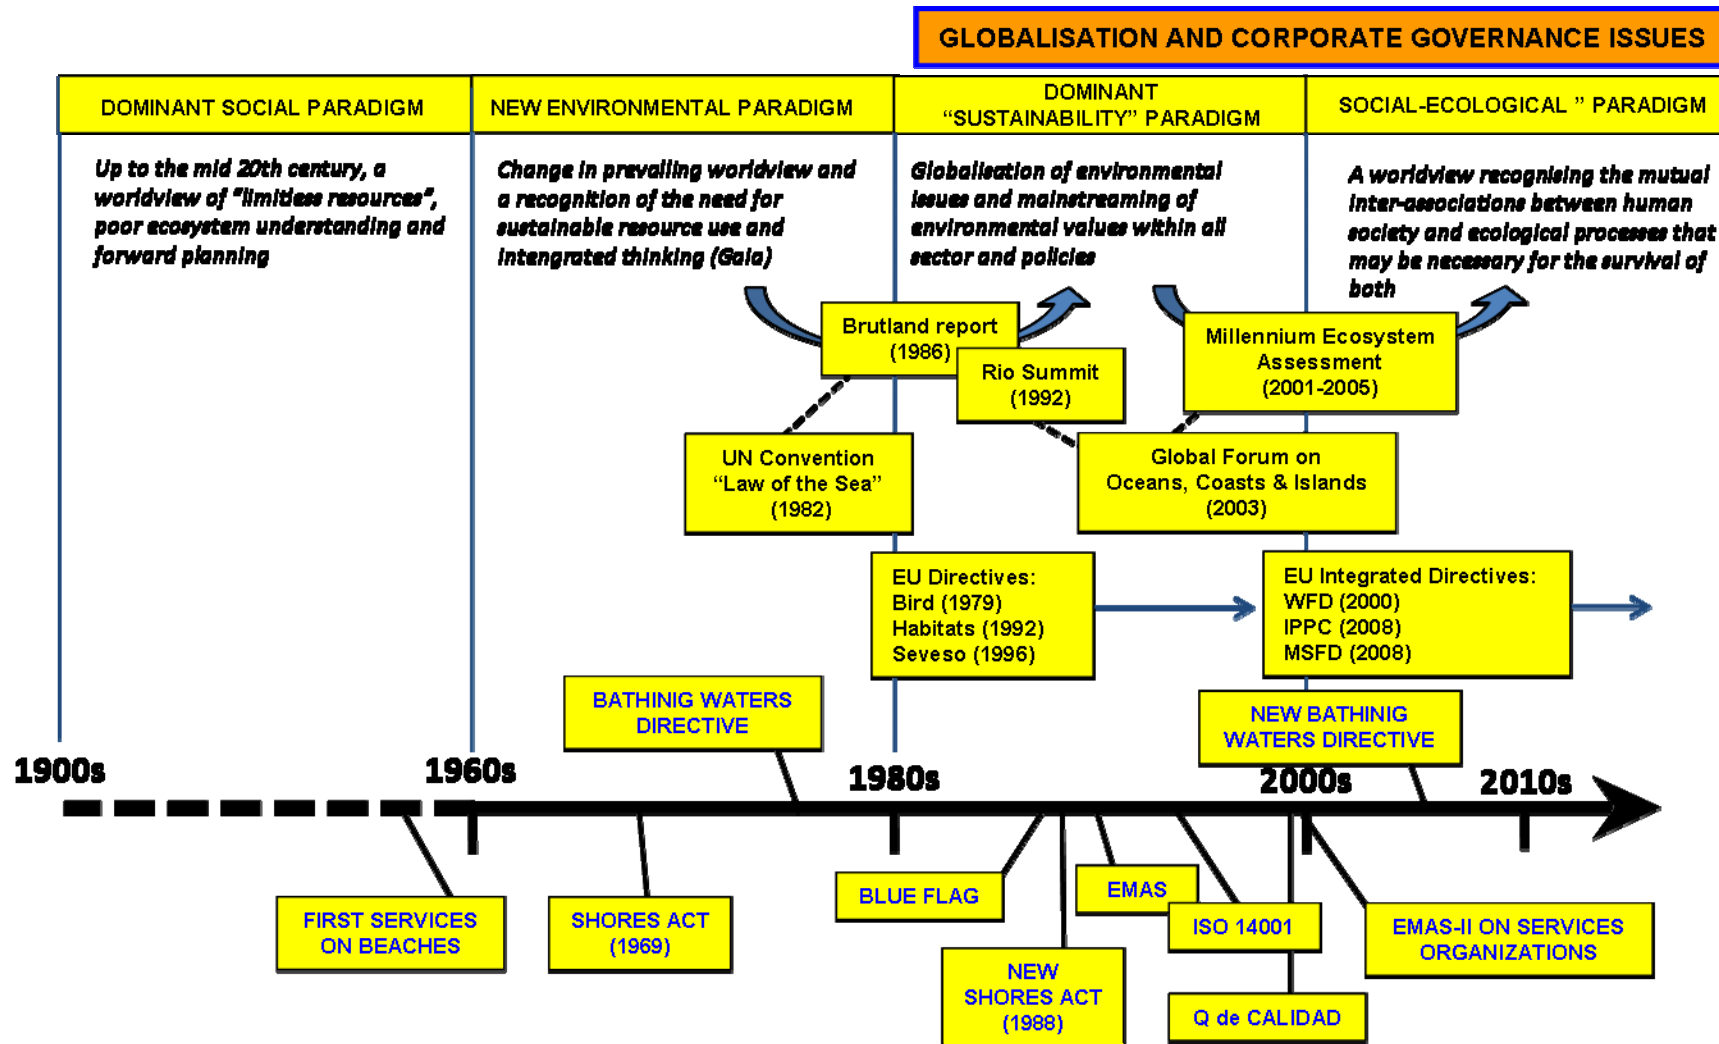 GLOBALISATION AND CORPORATE GOVERNANCE ISSUES
DOMINANT SOCIAL PARADIGM
NEW ENVIRONMENTAL PARADIGM
DOMINANT
“SUSTAINABILITY” PARADIGM
SOCIAL-ECOLOGICAL ” PARADIGM
Up to the mid 20th century, a
worldview of “limitless resources”,
poor ecosystem understanding and
forward planning
Change in prevailing worldview and
a recognition of the need for
sustainable resource use and
intengrated thinking (Gaia)
Globalisation of environmental
issues and mainstreaming of
environmental values within all
sector and policies
A worldview recognising the mutual
inter-associations between human
society and ecological processes that
may be necessary for the survival of
both
Brutland report
(1986)
Rio Summit
(1992)
Millennium Ecosystem
Assessment
(2001-2005)
UN Convention
“Law of the Sea”
(1982)
Global Forum on
Oceans, Coasts & Islands
(2003)
EU Directives:
Bird (1979)
Habitats (1992)
Seveso (1996)
EU Integrated Directives:
WFD (2000)
IPPC (2008)
MSFD (2008)
BATHINIG WATERS
DIRECTIVE
NEW BATHINIG
WATERS DIRECTIVE
1900s
1960s
1980s
2000s
2010s
FIRST SERVICES
ON BEACHES
SHORES ACT
(1969)
BLUE FLAG
NEW
SHORES ACT
(1988)
EMAS
ISO 14001
Q de CALIDAD
EMAS-II ON SERVICES
ORGANIZATIONS